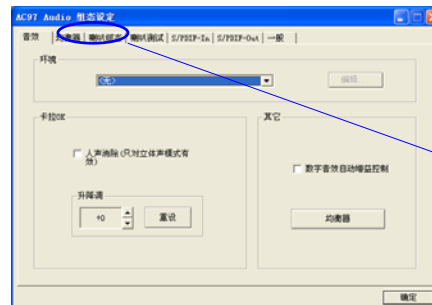 AC97 Audio 组态设定
音效 均衡器 喇叭组态 喇叭测试 S/PDIF-In S/PDIF-Out 一般
环境
<无>
编辑...
卡拉OK
其它
人声消除(只对立体声模式有
效)
数字音效自动增益控制
升降调
+0
重设
均衡器
确定